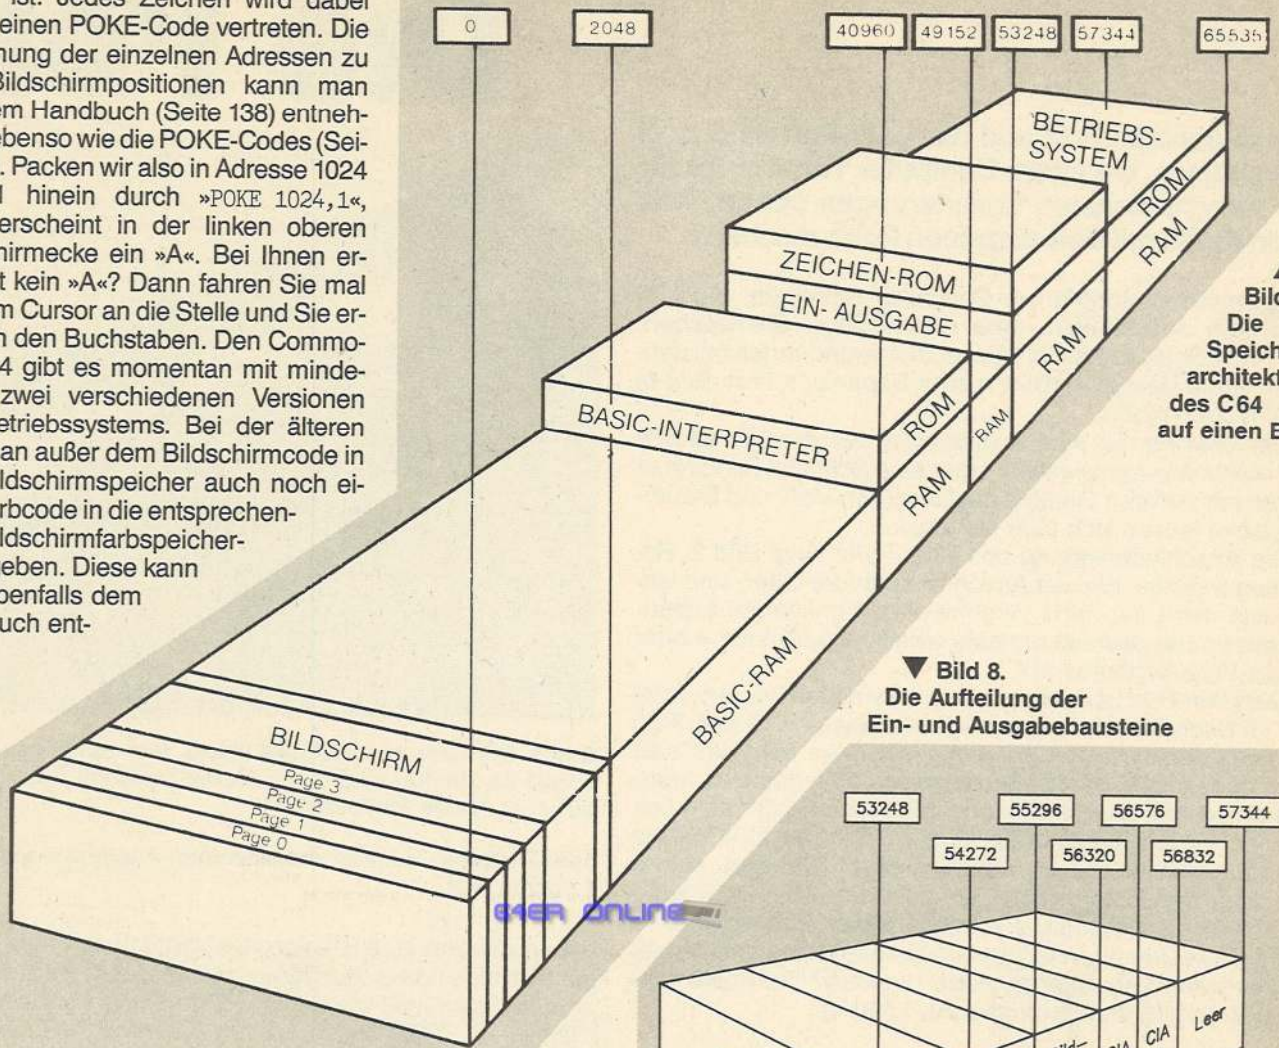 ist. Jedes Zeichen wird dabei
einen POKE-Code vertreten. Die
nung der einzelnen Adressen zu
Bildschirmpositionen kann man
em Handbuch (Seite 138) entneh-
ebenso wie die POKE-Codes (Sei-
. Packen wir also in Adresse 1024
hinein durch »POKE 1024,1«,
erscheint in der linken oberen
hirmecke ein »A«. Bei Ihnen er-
t kein »A«? Dann fahren Sie mal
m Cursor an die Stelle und Sie er-
n den Buchstaben. Den Commo-
4 gibt es momentan mit minde-
zwei verschiedenen Versionen
etriebssystems. Bei der älteren
an außer dem Bildschirmcode in
ldschirmspeicher auch noch ei-
rbcode in die entsprechen-
ldschirmfarbspeicher-
geben. Diese kann
benfalls dem
uch ent-
0
2048
40960
49152
53248
57344
65535
BETRIEBS-
SYSTEM
ROM
RAM
ZEICHEN-ROM
EIN- AUSGABE
RAM
BASIC-INTERPRETER
ROM
RAM
RAM
BASIC-RAM
BILDSCHIRM
Page 3
Page 2
Page 1
Page 0
Bild
Die
Speich
architekt
des C64
auf einen B
64ER ONLINE
▼ Bild 8.
Die Aufteilung der
Ein- und Ausgabebausteine
53248
55296
56576
57344
54272
56320
56832
ild-
CIA
CIA
Leer